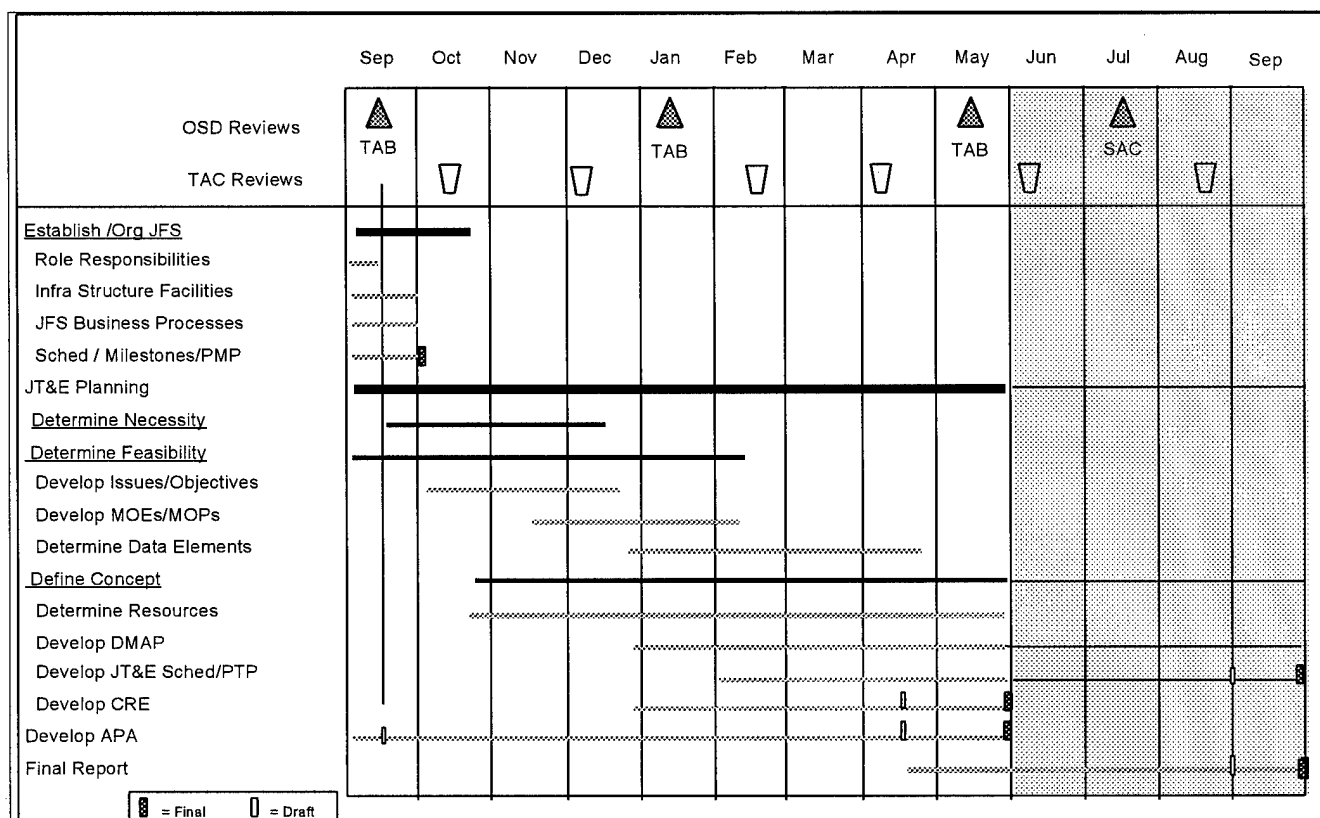 Sep Oct Nov Dec Jan Feb Mar Apr May Jun Jul Aug Sep
OSD Reviews
TAB TAB TAB SAC
TAC Reviews
Establish /Org JFS
Role Responsibilities
Infra Structure Facilities
JFS Business Processes
Sched / Milestones/PMP
JT&E Planning
Determine Necessity
Determine Feasibility
Develop Issues/Objectives
Develop MOEs/MOPs
Determine Data Elements
Define Concept
Determine Resources
Develop DMAP
Develop JT&E Sched/PTP
Develop CRE
Develop APA
Final Report
= Final = Draft